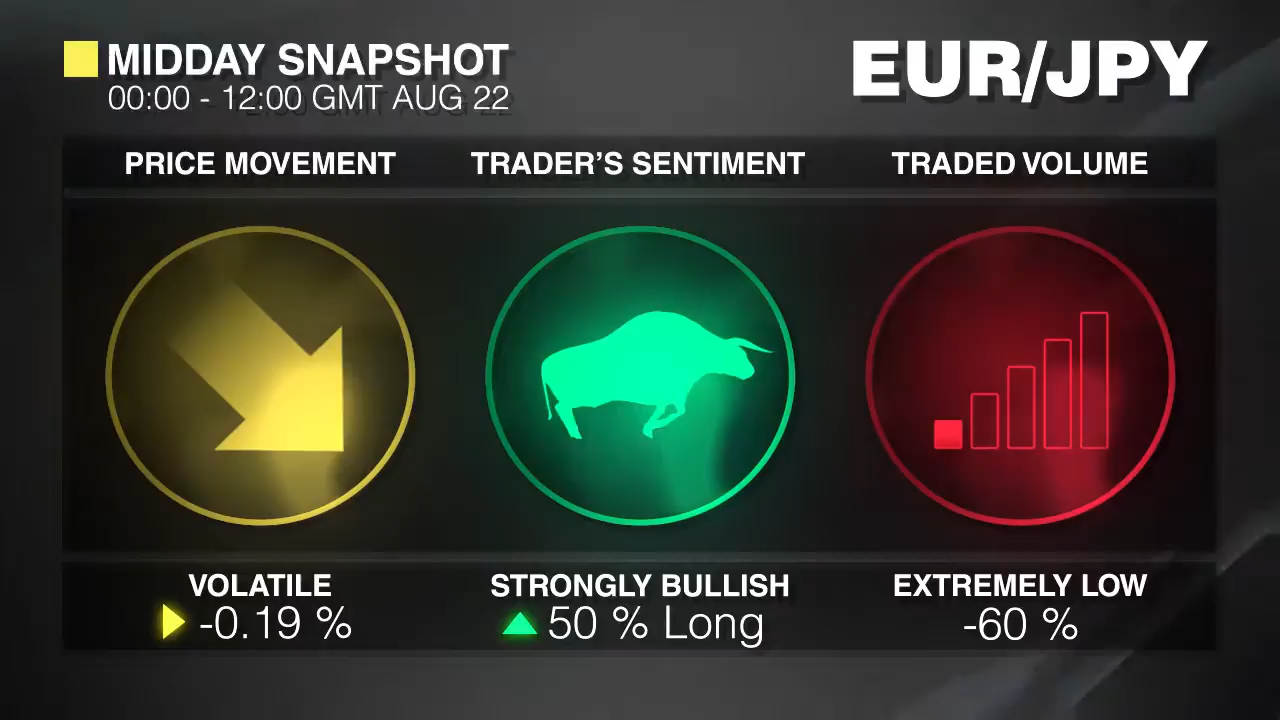 MIDDAY SNAPSHOT
00:00 - 12:00 GMT AUG 22
EUR/JPY
PRICE MOVEMENT
TRADER'S SENTIMENT
TRADED VOLUME
VOLATILE
-0.19 %
STRONGLY BULLISH
50 % Long
EXTREMELY LOW
-60 %